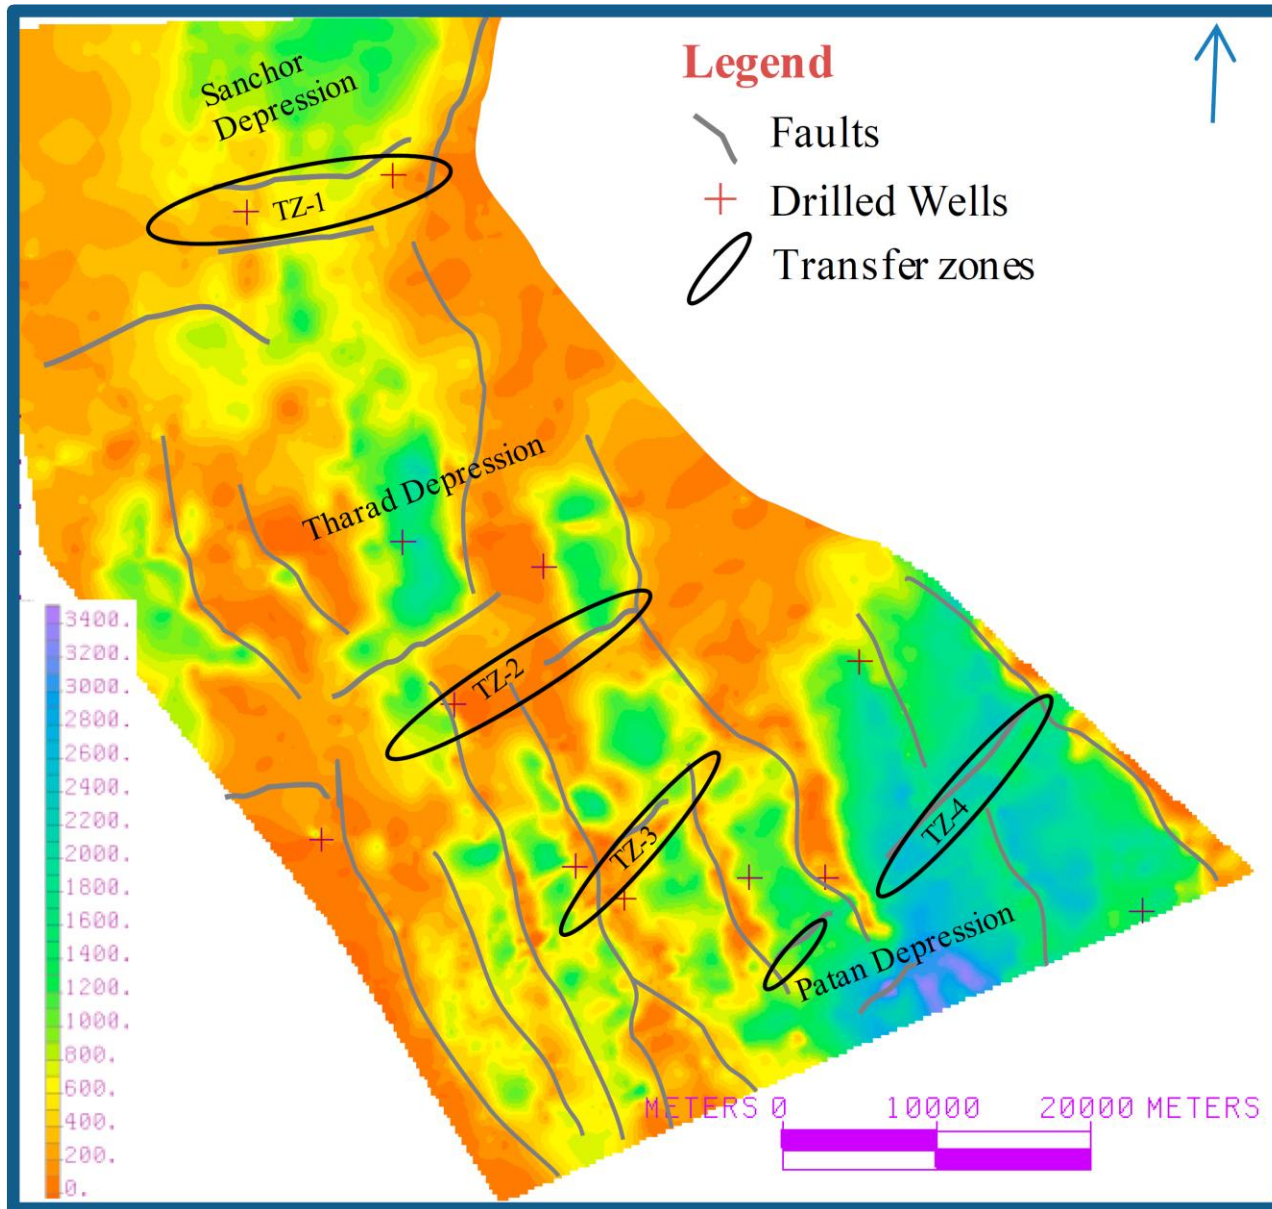 Sanchor
Depression
Legend
Faults
Drilled Wells
Transfer zones
TZ-1
Tharad Depression
TZ-2
TZ-3
TZ-4
Patan Depression
3400.
3200.
3000.
2800.
2600.
2400.
2200.
2000.
1800.
1600.
1400.
1200.
1000.
800.
600.
400.
200.
0.
METERS 0 10000 20000 METERS